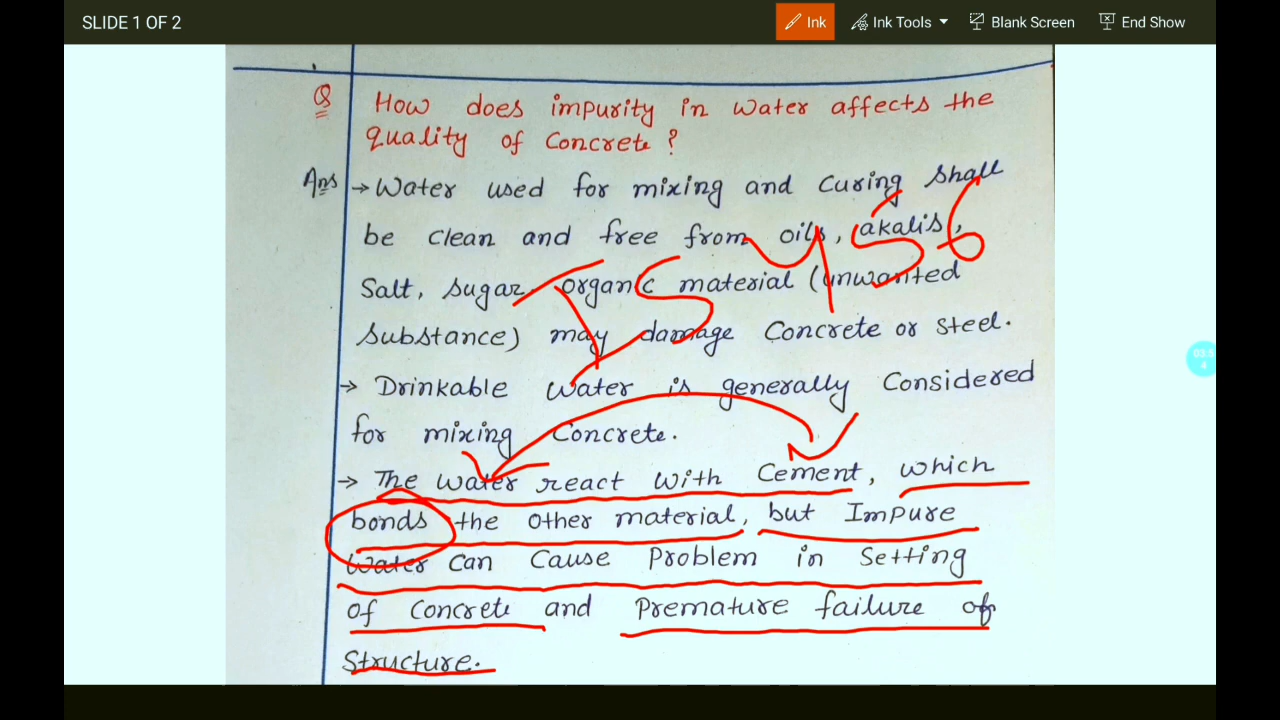 SLIDE 1 OF 2
Ink
Ink Tools
Blank Screen
End Show
Q How does impurity in water affects the
quality of Concrete ?
Ans → Water used for mixing and curing shall
be clean and free from oils, akalis,
Salt, sugar, organic material (unwanted
Substance) may damage Concrete or steel.
IS 456
→ Drinkable water is generally Considered
for mixing Concrete.
→ The water react with Cement, which
bonds the other material, but Impure
water can Cause Problem in Setting
of Concrete and Premature failure of
Structure.